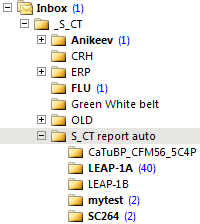 Inbox (1)
_S_CT
Anikeev (1)
CRH
ERP
FLU (1)
Green White belt
OLD
S_CT report auto
CaTuBP_CFM56_5C4P
LEAP-1A (40)
LEAP-1B
mytest (2)
SC264 (2)